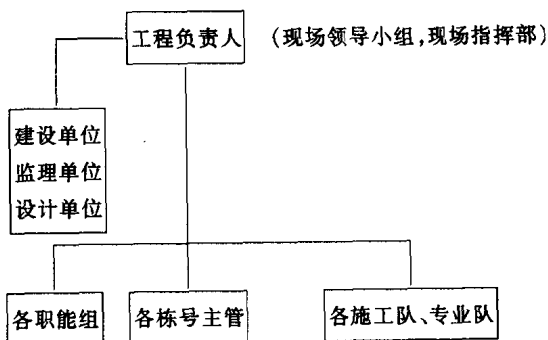 工程负责人 (现场领导小组,现场指挥部)
建设单位
监理单位
设计单位
各职能组 各栋号主管 各施工队、专业队